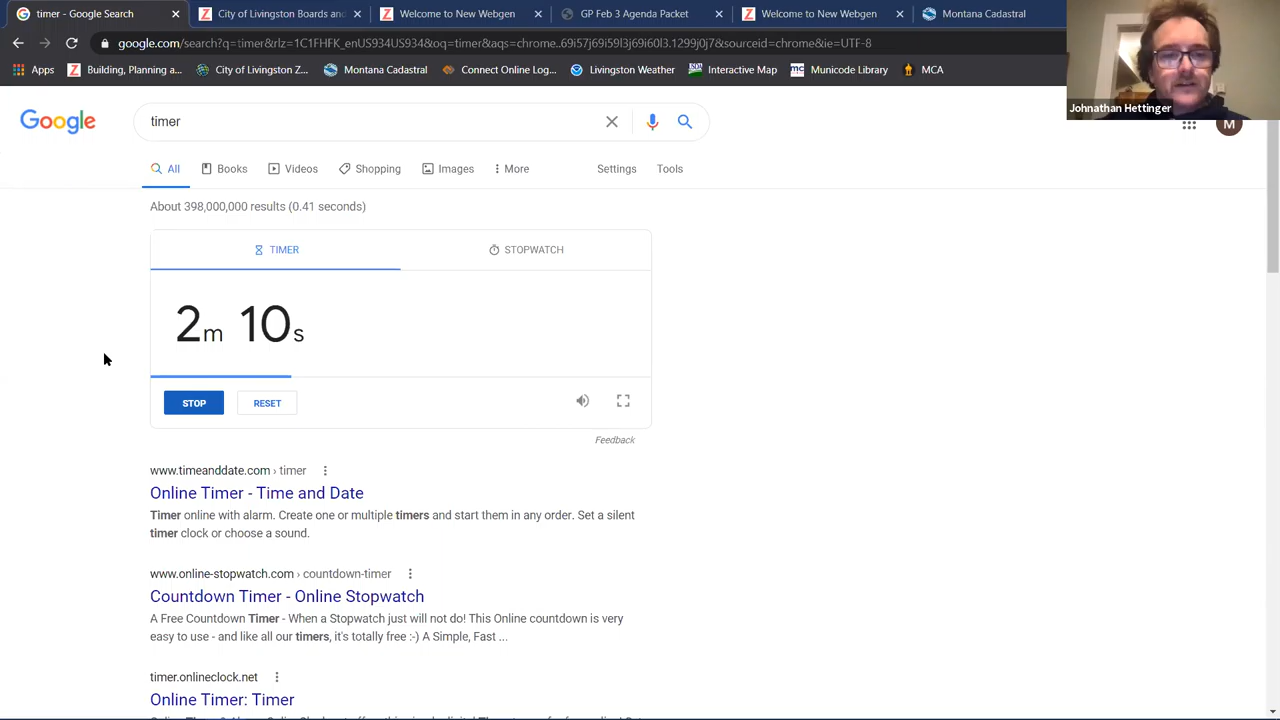 timer - Google Search
City of Livingston Boards and
Welcome to New Webgen
GP Feb 3 Agenda Packet
Welcome to New Webgen
Montana Cadastral
google.com/search?q=timer&rlz=1C1FHFK_enUS934US934&oq=timer&aqs=chrome..69i57j69i59l3j69i60l3.1299j0j7&sourceid=chrome&ie=UTF-8
Apps
Building, Planning a...
City of Livingston Z...
Montana Cadastral
Connect Online Log...
Livingston Weather
Interactive Map
Municode Library
MCA
Johnathan Hettinger
Google
timer
M
All
Books
Videos
Shopping
Images
More
Settings
Tools
About 398,000,000 results (0.41 seconds)
TIMER
STOPWATCH
2m 10s
STOP
RESET
Feedback
www.timeanddate.com › timer
Online Timer - Time and Date
Timer online with alarm. Create one or multiple timers and start them in any order. Set a silent
timer clock or choose a sound.
www.online-stopwatch.com › countdown-timer
Countdown Timer - Online Stopwatch
A Free Countdown Timer - When a Stopwatch just will not do! This Online countdown is very
easy to use - and like all our timers, it's totally free :-) A Simple, Fast ...
timer.onlineclock.net
Online Timer: Timer